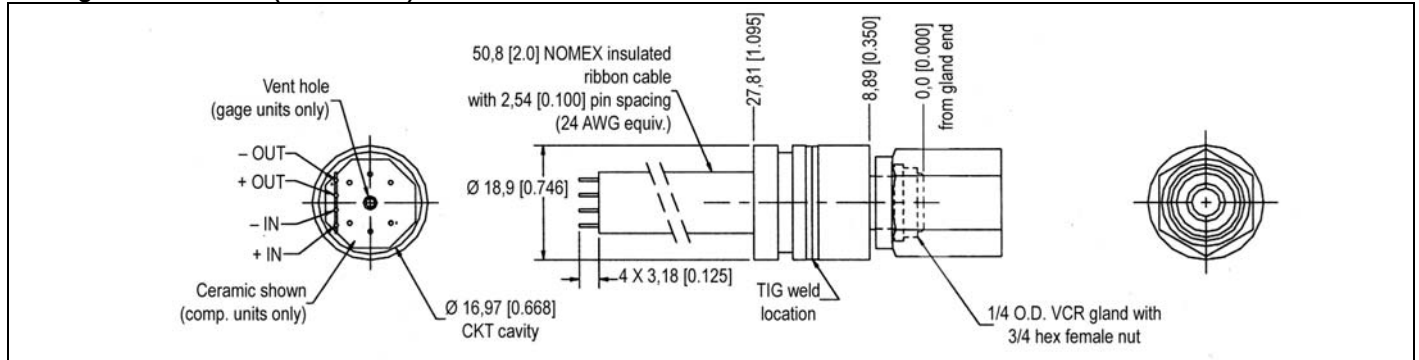 Vent hole
(gage units only)
– OUT
+ OUT
– IN
+ IN
Ceramic shown
(comp. units only)
Ø 16,97 [0.668]
CKT cavity
50,8 [2.0] NOMEX insulated
ribbon cable
with 2,54 [0.100] pin spacing
(24 AWG equiv.)
Ø 18,9 [0.746]
4 X 3,18 [0.125]
27,81 [1.095]
8,89 [0.350]
0,0 [0.000]
from gland end
TIG weld
location
1/4 O.D. VCR gland with
3/4 hex female nut